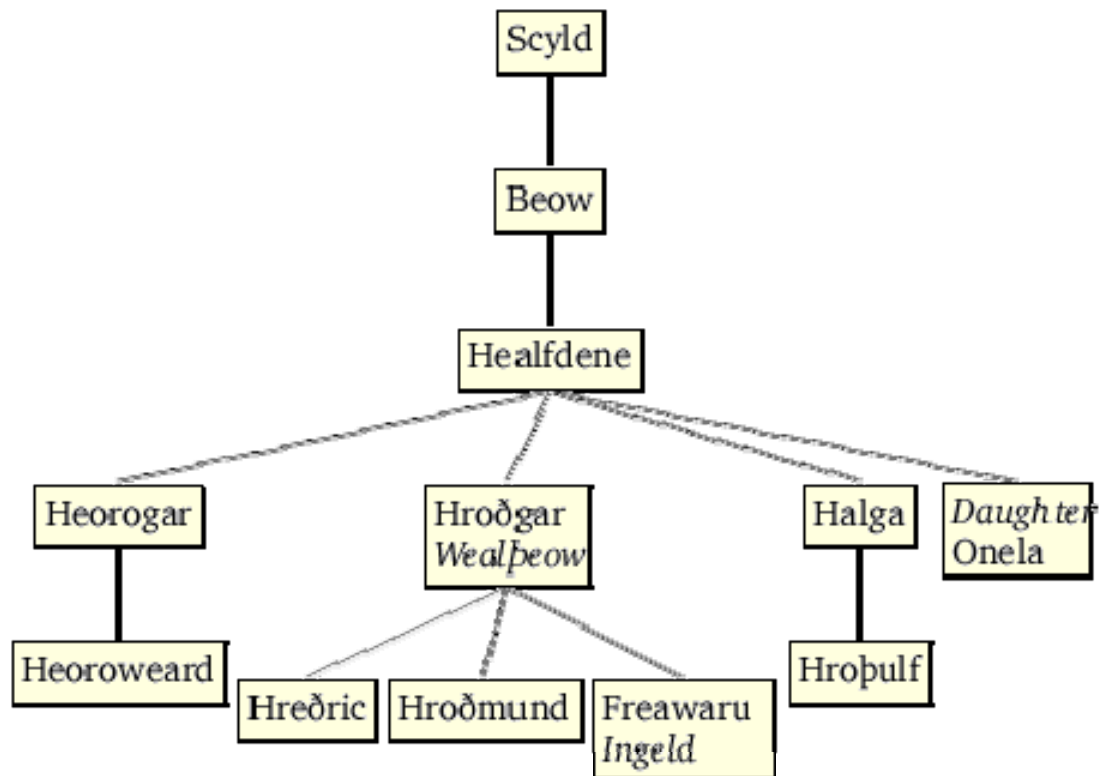 Scyld
Beow
Healfdene
Heorogar
Hroðgar
Wealþeow
Halga
Daughter
Onela
Heoroweard
Hreðric
Hroðmund
Freawaru
Ingeld
Hroþulf